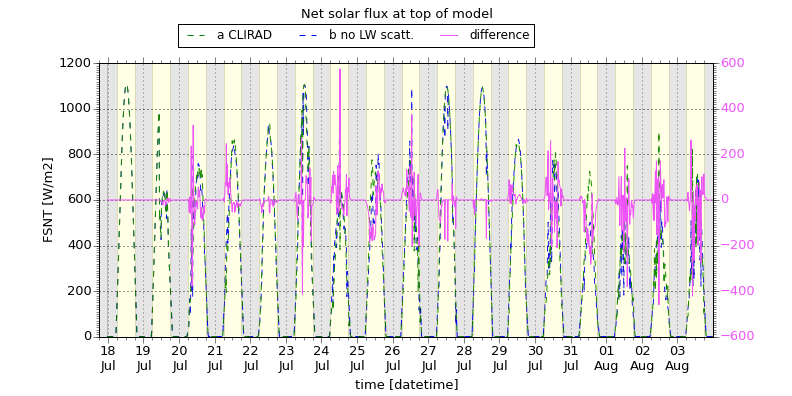 Net solar flux at top of model
a CLIRAD b no LW scatt. difference
1200
1000
800
600
400
200
0
600
400
200
0
−200
−400
−600
FSNT [W/m2]
18 19 20 21 22 23 24 25 26 27 28 29 30 31 01 02 03
Jul Jul Jul Jul Jul Jul Jul Jul Jul Jul Jul Jul Jul Jul Aug Aug Aug
time [datetime]